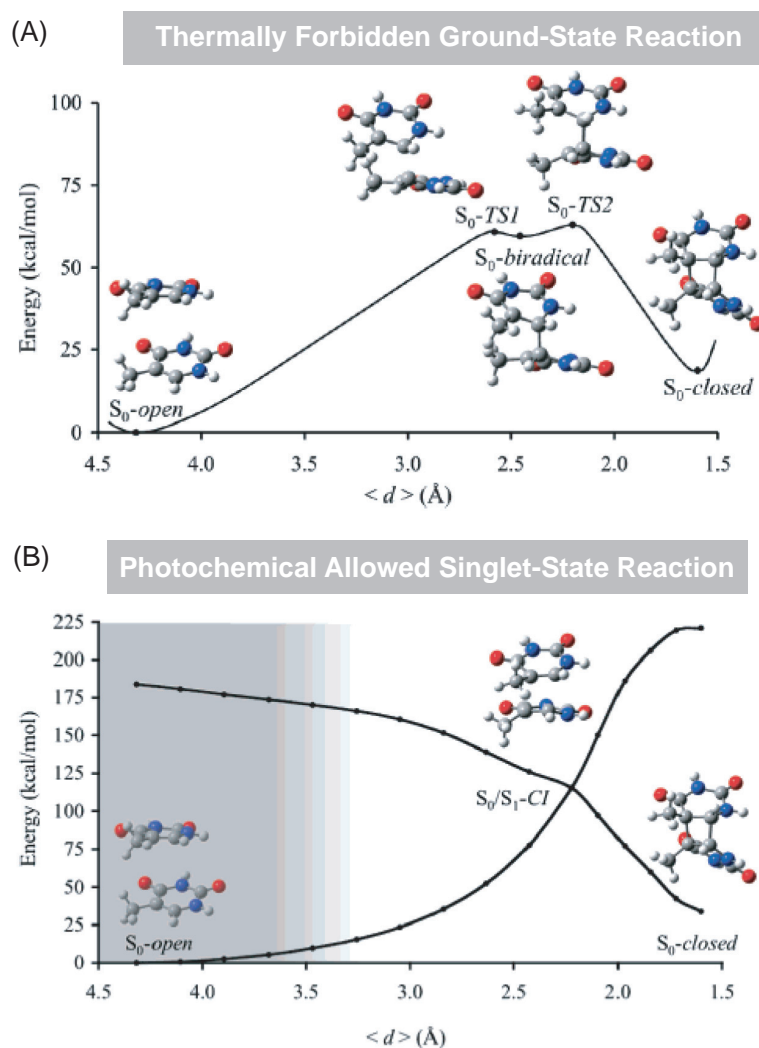 (A)
Thermally Forbidden Ground-State Reaction
100
75
50
25
0
Energy (kcal/mol)
S₀-TS1
S₀-TS2
S₀-biradical
S₀-open
S₀-closed
4.5 4.0 3.5 3.0 2.5 2.0 1.5
< d > (Å)
(B)
Photochemical Allowed Singlet-State Reaction
225
200
175
150
125
100
75
50
25
0
Energy (kcal/mol)
S₀/S₁-CI
S₀-open
S₀-closed
4.5 4.0 3.5 3.0 2.5 2.0 1.5
< d > (Å)